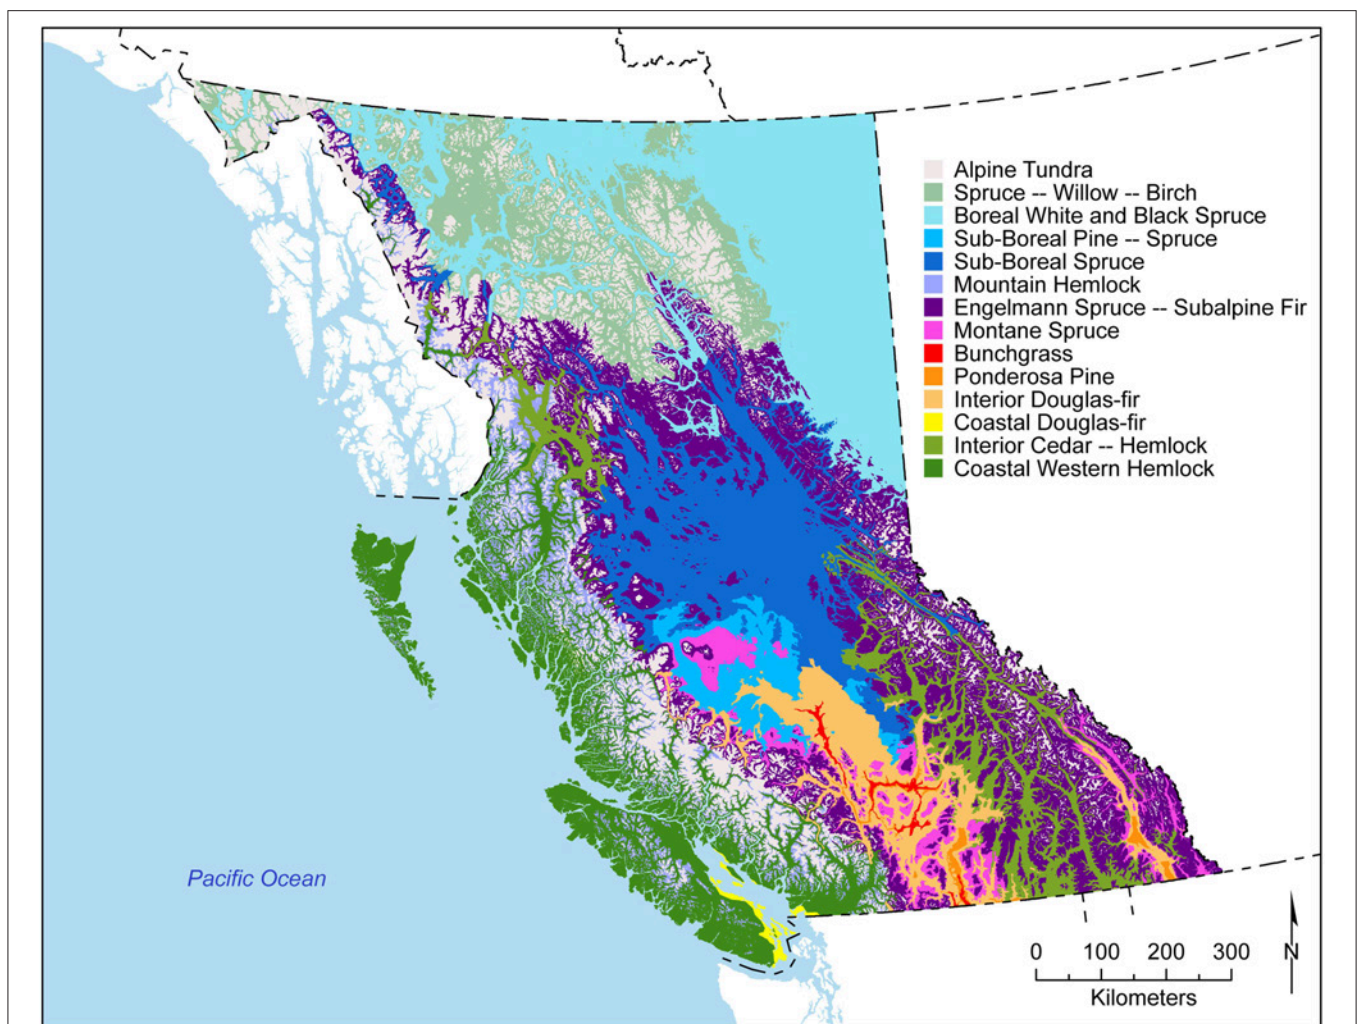 Alpine Tundra
Spruce -- Willow -- Birch
Boreal White and Black Spruce
Sub-Boreal Pine -- Spruce
Sub-Boreal Spruce
Mountain Hemlock
Engelmann Spruce -- Subalpine Fir
Montane Spruce
Bunchgrass
Ponderosa Pine
Interior Douglas-fir
Coastal Douglas-fir
Interior Cedar -- Hemlock
Coastal Western Hemlock
Pacific Ocean
0 100 200 300
Kilometers
N